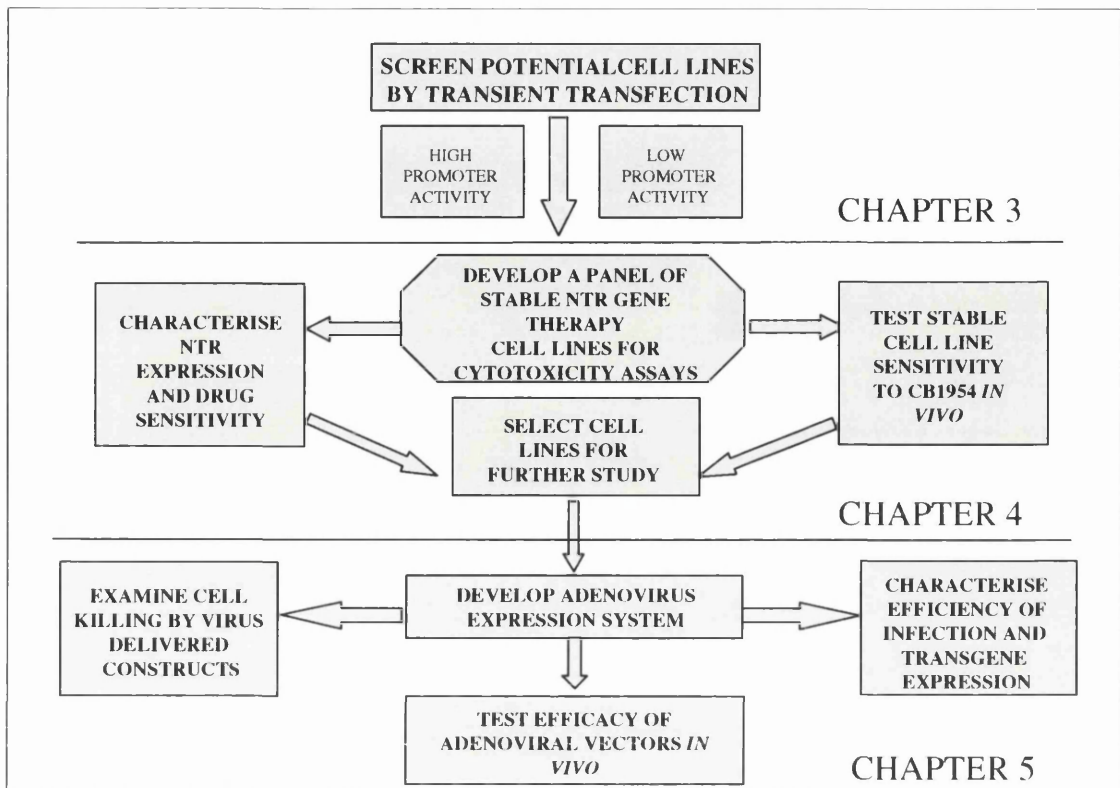 SCREEN POTENTIALCELL LINES
BY TRANSIENT TRANSFECTION
HIGH
PROMOTER
ACTIVITY
LOW
PROMOTER
ACTIVITY
CHAPTER 3
DEVELOP A PANEL OF
STABLE NTR GENE
THERAPY
CELL LINES FOR
CYTOTOXICITY ASSAYS
CHARACTERISE
NTR
EXPRESSION
AND DRUG
SENSITIVITY
TEST STABLE
CELL LINE
SENSITIVITY
TO CB1954 IN
VIVO
SELECT CELL
LINES FOR
FURTHER STUDY
CHAPTER 4
EXAMINE CELL
KILLING BY VIRUS
DELIVERED
CONSTRUCTS
DEVELOP ADENOVIRUS
EXPRESSION SYSTEM
CHARACTERISE
EFFICIENCY OF
INFECTION AND
TRANSGENE
EXPRESSION
TEST EFFICACY OF
ADENOVIRAL VECTORS IN
VIVO
CHAPTER 5